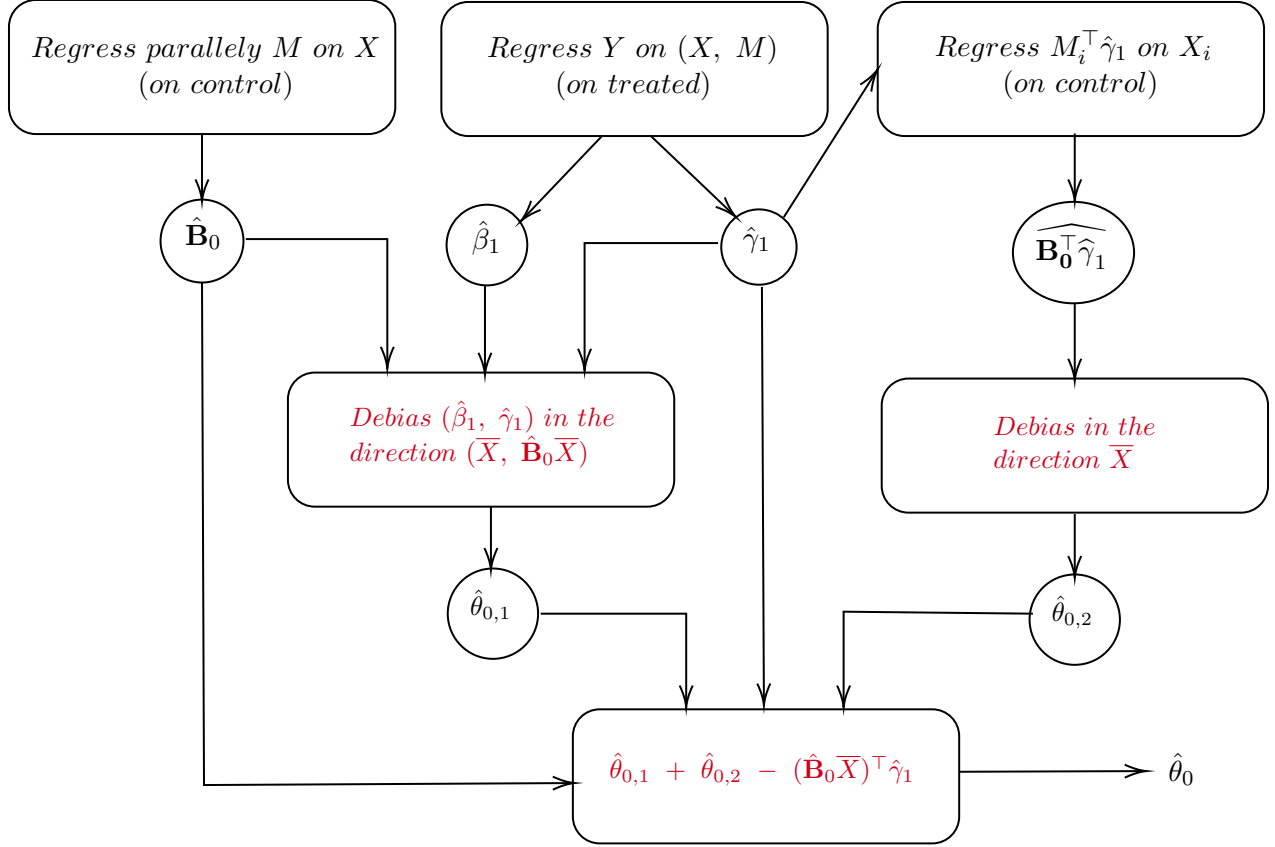 Regress parallely M on X
(on control)
Regress Y on (X, M)
(on treated)
Regress M_i^⊤ γ̂_1 on X_i
(on control)
B̂_0
β̂_1
γ̂_1
\widehat{B_0^⊤ γ̂_1}
Debias (β̂_1, γ̂_1) in the
direction (X̅, B̂_0X̅)
Debias in the
direction X̅
θ̂_{0,1}
θ̂_{0,2}
θ̂_{0,1} + θ̂_{0,2} − (B̂_0X̅)^⊤ γ̂_1
θ̂_0